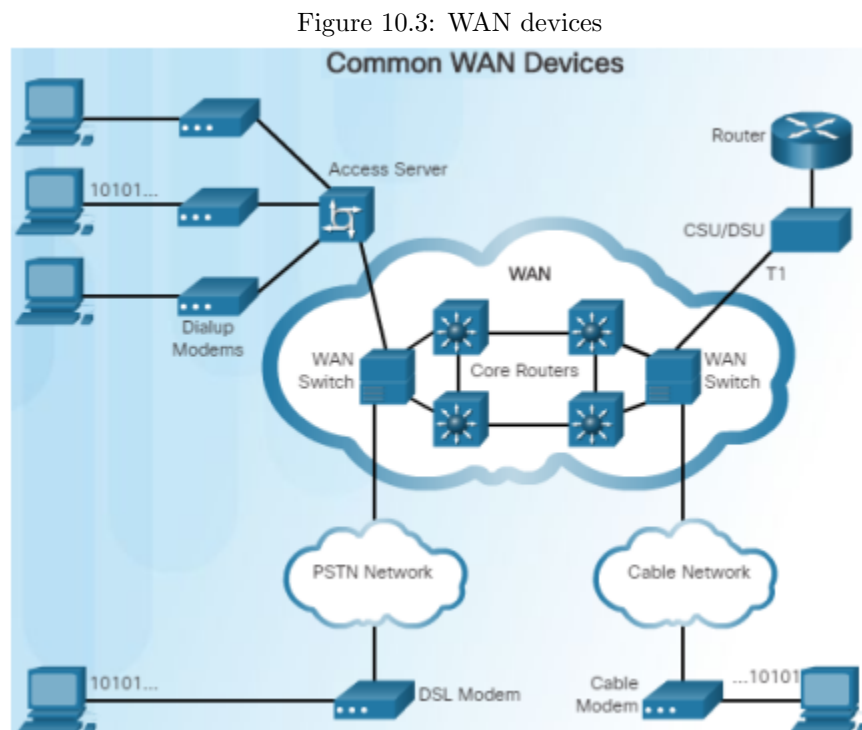 Figure 10.3: WAN devices
Common WAN Devices
Router
Access Server
10101...
CSU/DSU
WAN
T1
Dialup
Modems
WAN
Switch
Core Routers
WAN
Switch
PSTN Network
Cable Network
10101...
DSL Modem
Cable
Modem
...10101